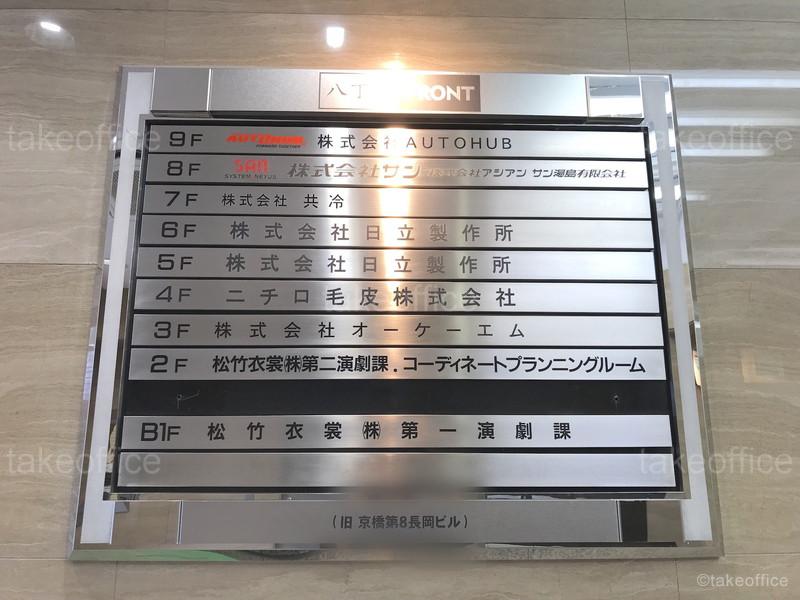 八丁 FRONT
9F AUTOHUB 株式会社AUTOHUB
8F SAN SYSTEM NEXUS 株式会社サン 株式会社アジアン サン湯島有限会社
7F 株式会社 共冷
6F 株式会社日立製作所
5F 株式会社日立製作所
4F ニチロ毛皮株式会社
3F 株式会社オーケーエム
2F 松竹衣裳㈱第二演劇課.コーディネートプランニングルーム
B1F 松竹衣裳㈱第一演劇課
(旧 京橋第8長岡ビル)
takeoffice takeoffice
takeoffice
takeoffice takeoffice
©takeoffice